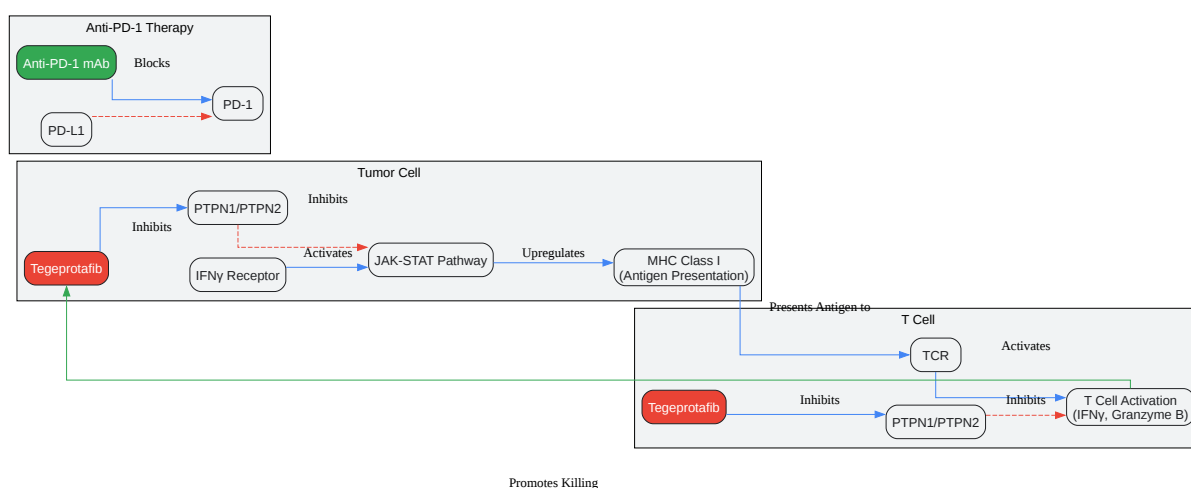 Anti-PD-1 Therapy
Anti-PD-1 mAb
Blocks
PD-1
PD-L1
Tumor Cell
PTPN1/PTPN2
Inhibits
Inhibits
Tegeprotafib
IFNγ Receptor
Activates
JAK-STAT Pathway
Upregulates
MHC Class I
(Antigen Presentation)
Presents Antigen to
T Cell
TCR
Activates
Tegeprotafib
Inhibits
PTPN1/PTPN2
Inhibits
T Cell Activation
(IFNγ, Granzyme B)
Promotes Killing